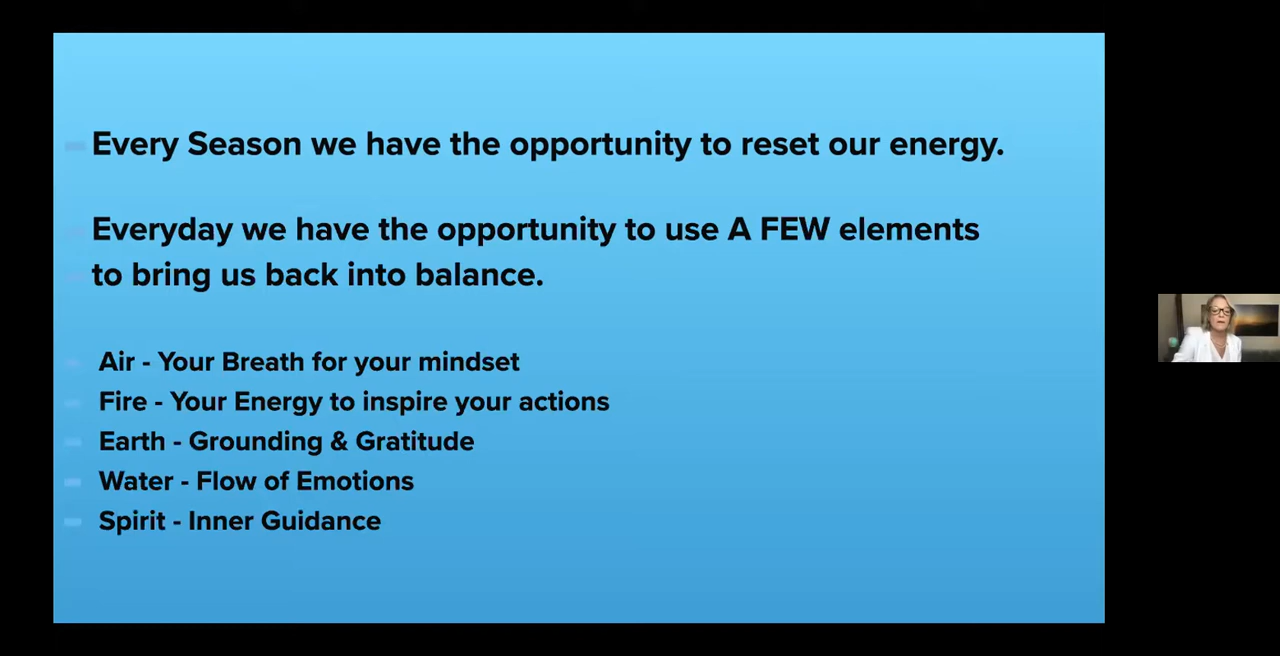 Every Season we have the opportunity to reset our energy.
Everyday we have the opportunity to use A FEW elements
to bring us back into balance.
Air - Your Breath for your mindset
Fire - Your Energy to inspire your actions
Earth - Grounding & Gratitude
Water - Flow of Emotions
Spirit - Inner Guidance